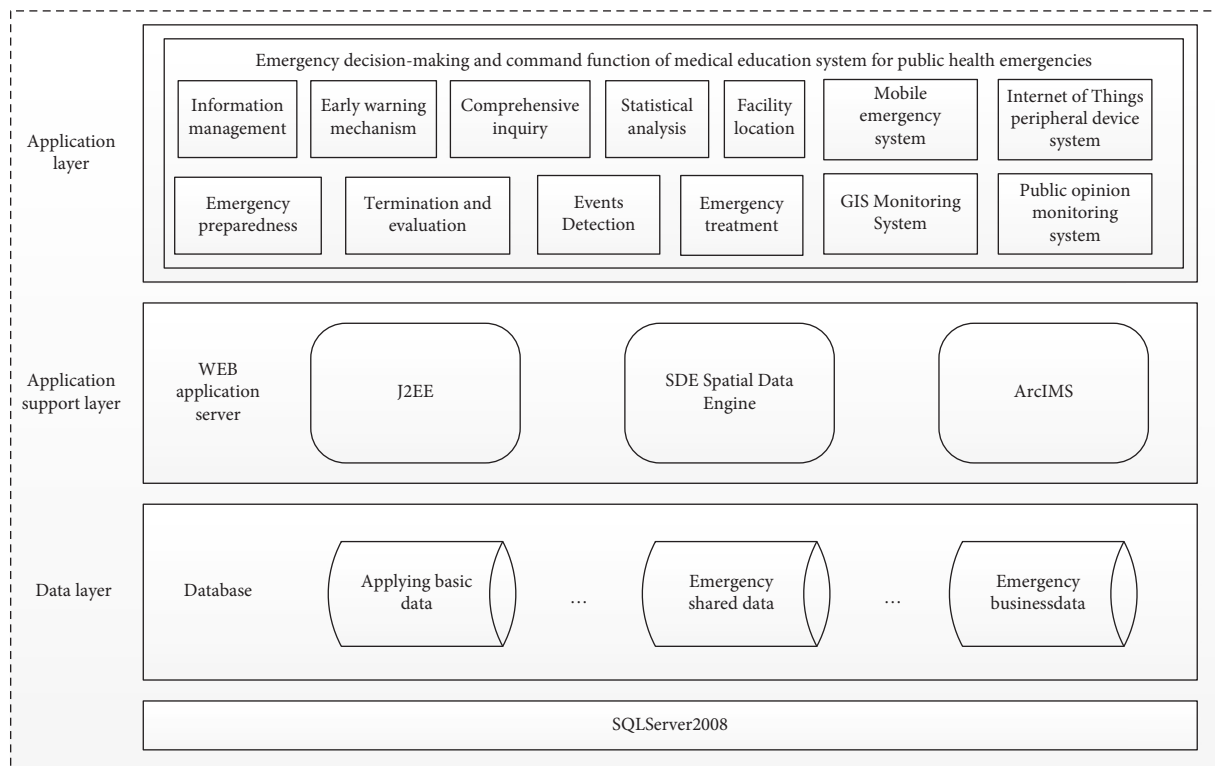 Emergency decision-making and command function of medical education system for public health emergencies
Information
management
Early warning
mechanism
Comprehensive
inquiry
Statistical
analysis
Facility
location
Mobile
emergency
system
Internet of Things
peripheral device
system
Application
layer
Emergency
preparedness
Termination and
evaluation
Events
Detection
Emergency
treatment
GIS Monitoring
System
Public opinion
monitoring
system
Application
support layer
WEB
application
server
J2EE
SDE Spatial Data
Engine
ArcIMS
Data layer
Database
Applying basic
data
...
Emergency
shared data
...
Emergency
businessdata
SQLServer2008